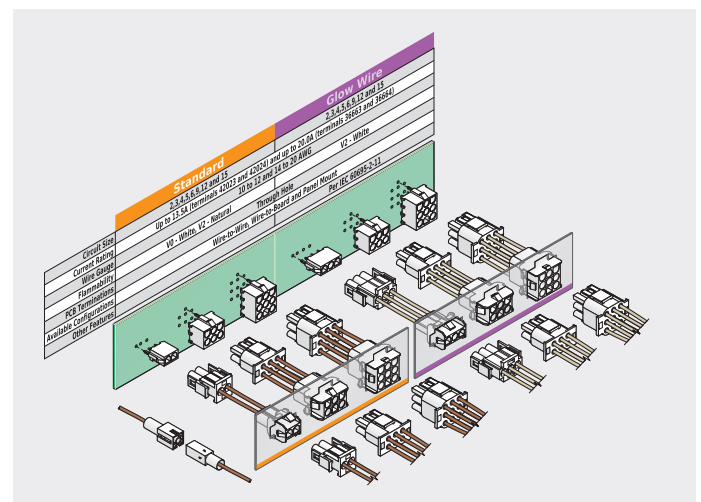 Glow Wire
Standard
Circuit Size
2,3,4,5,6,9,12 and 15
2,3,4,5,6,9,12 and 15
Current Rating
Up to 13.5A (terminals 42023 and 42024) and up to 20.0A (terminals 36663 and 36664)
Wire Gauge
10 to 12 and 14 to 20 AWG
Flammability
V0 - White, V2 - Natural
V2 - White
PCB Terminations
Through Hole
Available Configurations
Wire-to-Wire, Wire-to-Board and Panel Mount
Other Features
Per IEC 60695-2-11